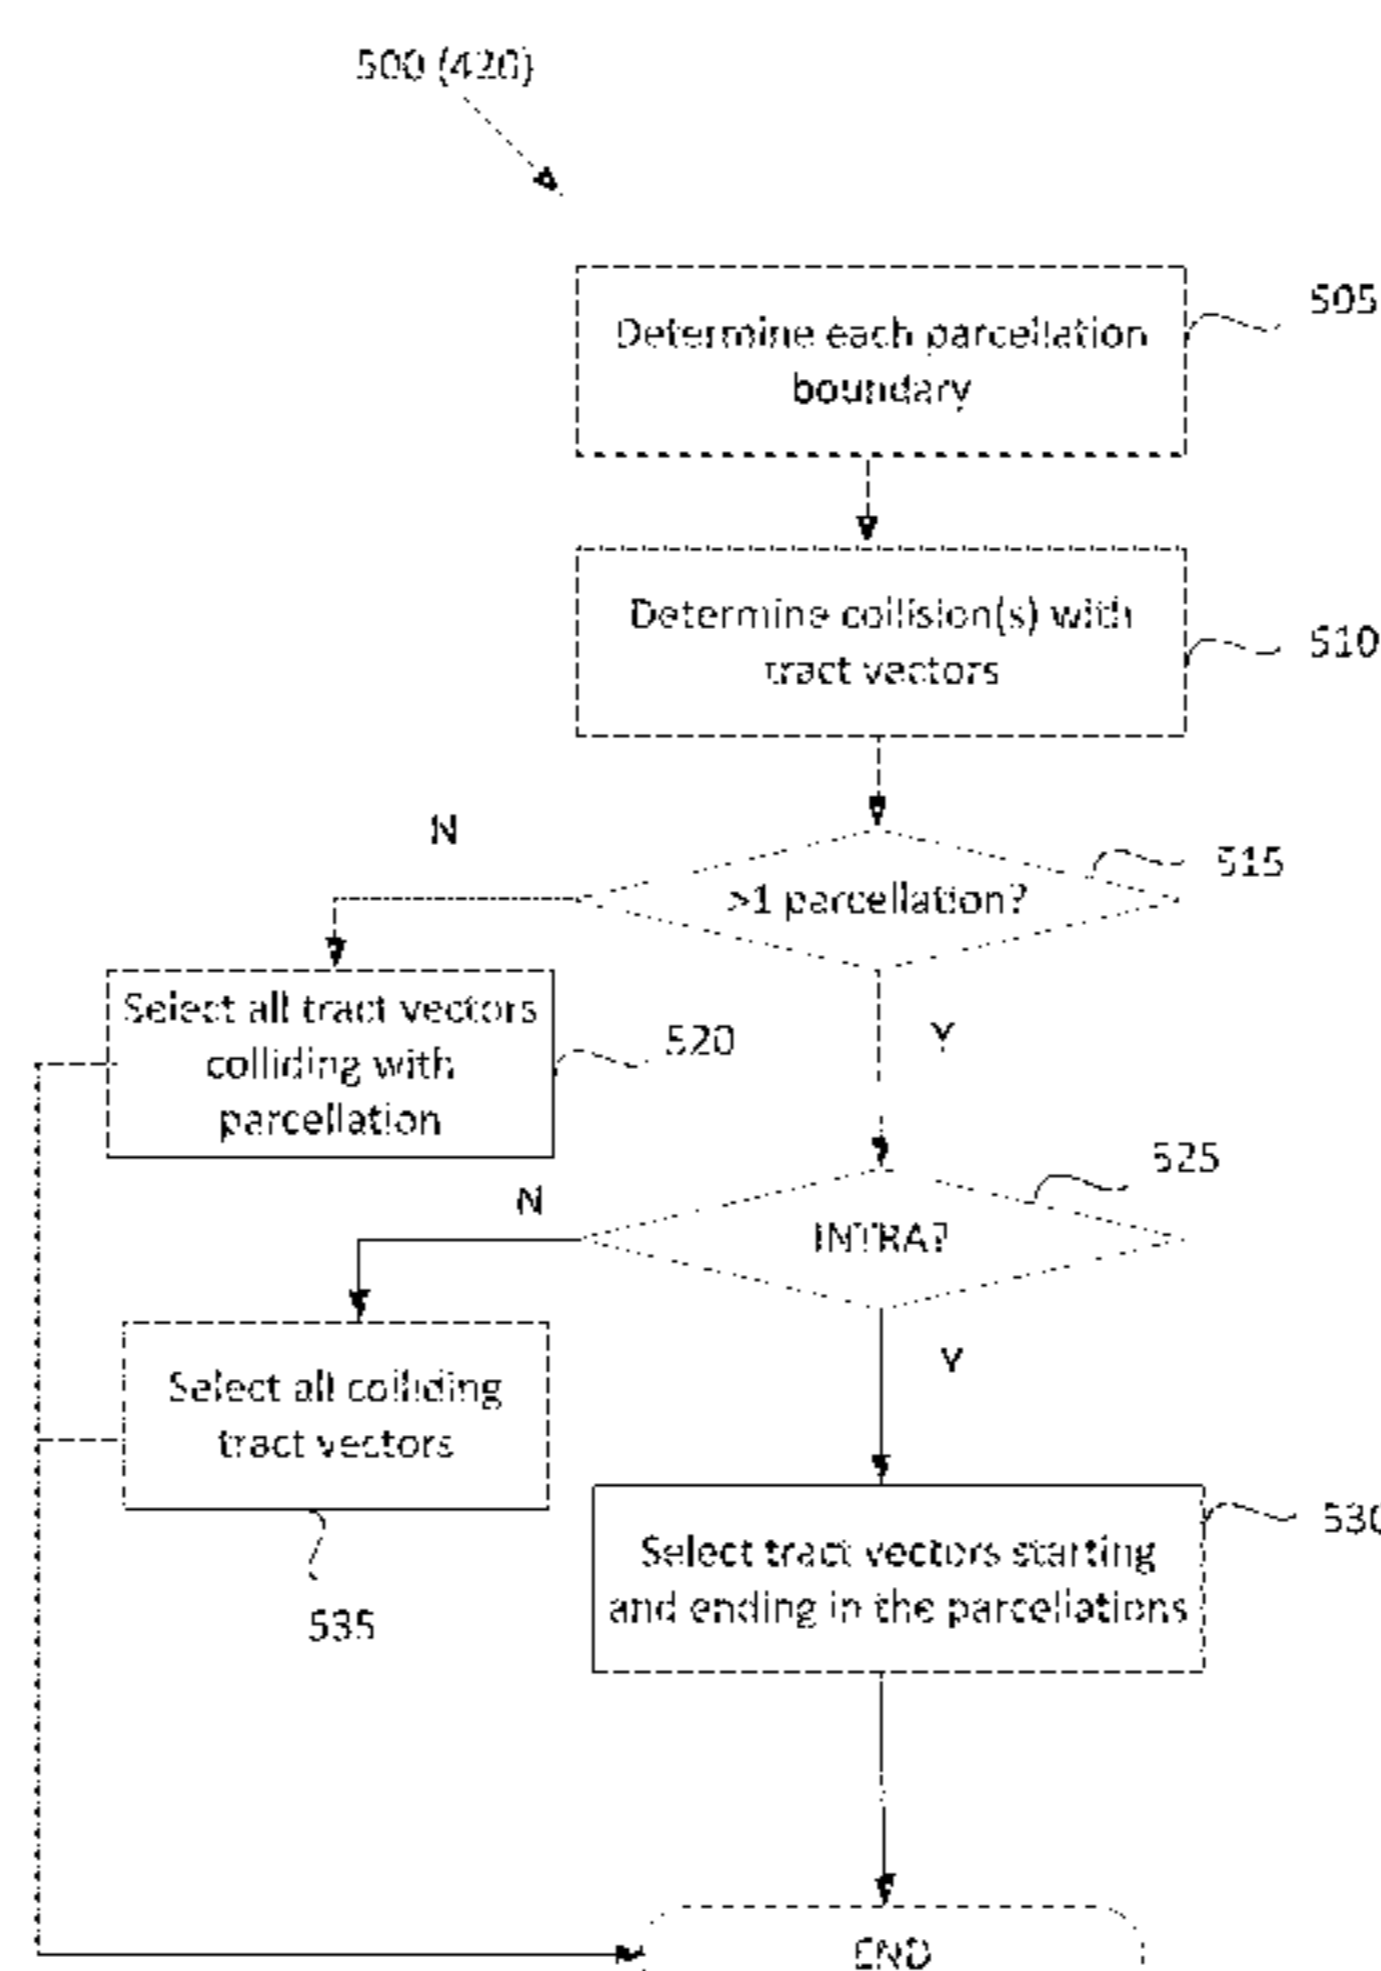 500 (420)
Determine each parcellation
boundary
505
Determine collision(s) with
tract vectors
510
N
>1 parcellation?
515
Select all tract vectors
colliding with
parcellation
520
Y
525
N
INTRA?
Select all colliding
tract vectors
Y
535
Select tract vectors starting
and ending in the parcellations
530
END